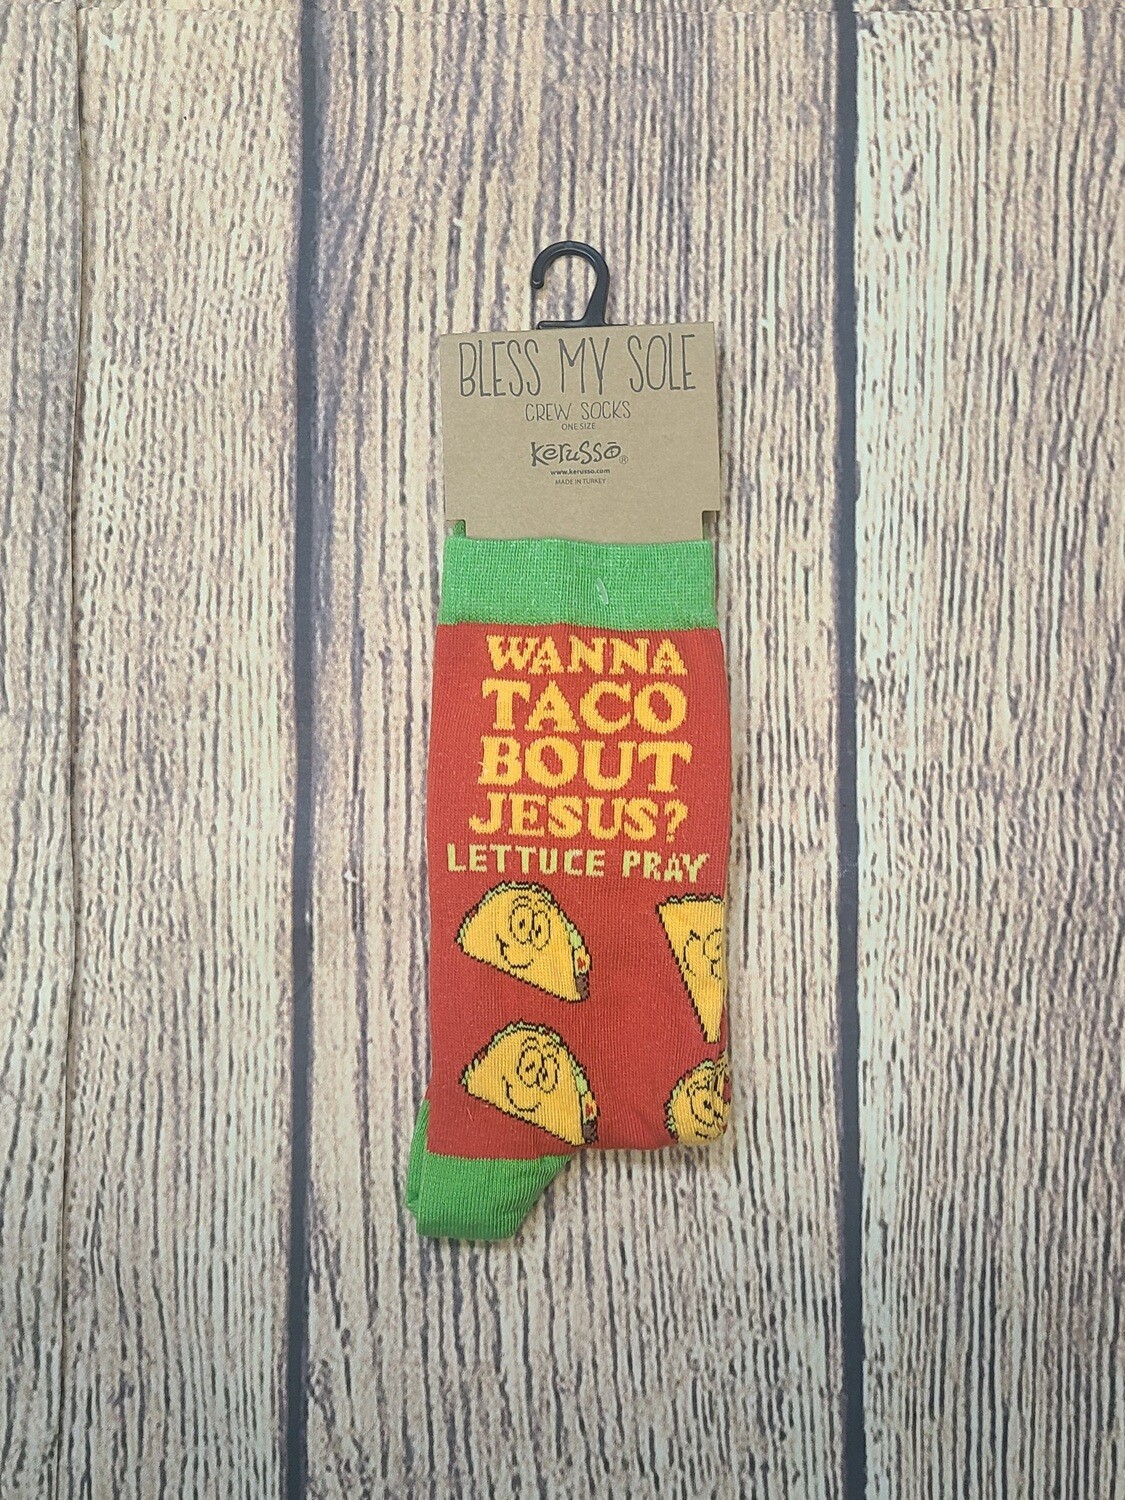 BLESS MY SOLE
CREW SOCKS
ONE SIZE
kerusso®
www.kerusso.com
MADE IN TURKEY
WANNA
TACO
BOUT
JESUS?
LETTUCE PRAY